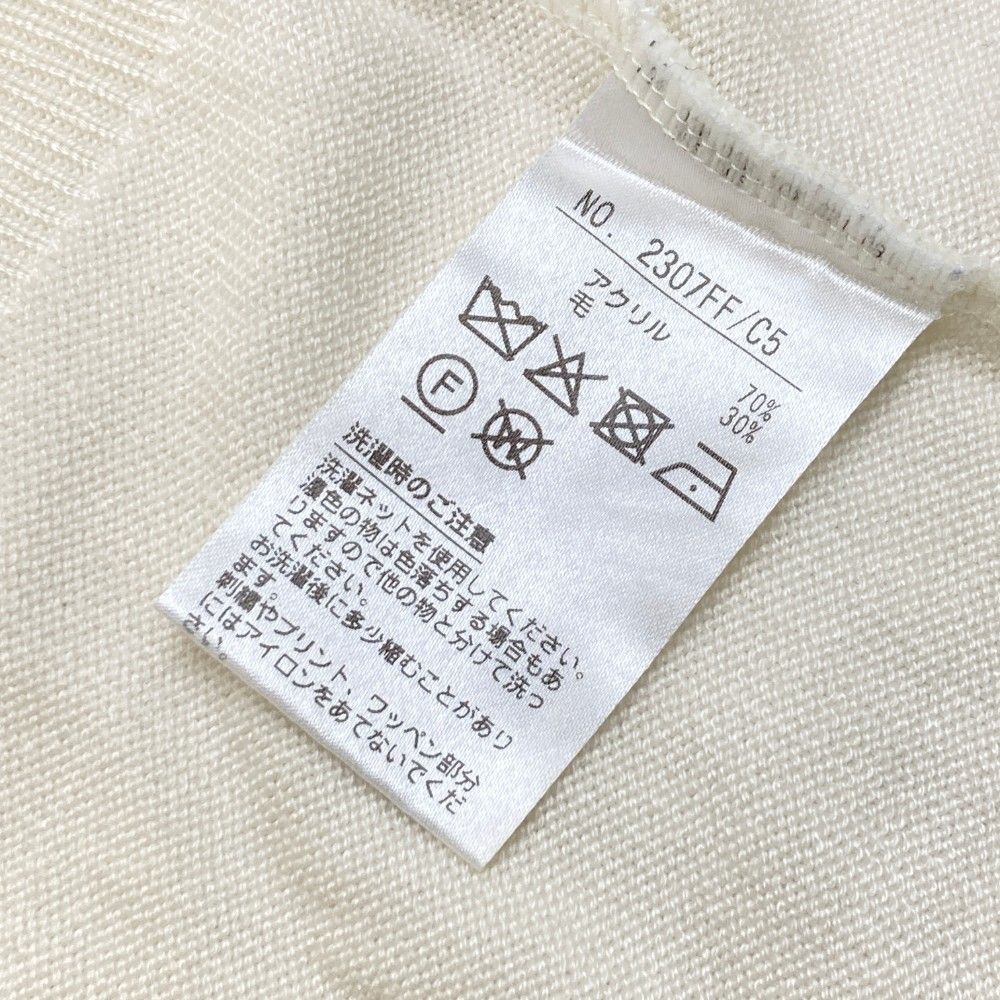 NO. 2307FF/C5
アクリル 70%
毛 30%
F
W
洗濯時のご注意
洗濯ネットを使用してください。
濃色の物は色落ちする場合もあ
りますので他の物と分けて洗っ
てください。
お洗濯後に多少縮むことがあり
ます。
刺繍やプリント、ワッペン部分
にはアイロンをあてないでくだ
さい。